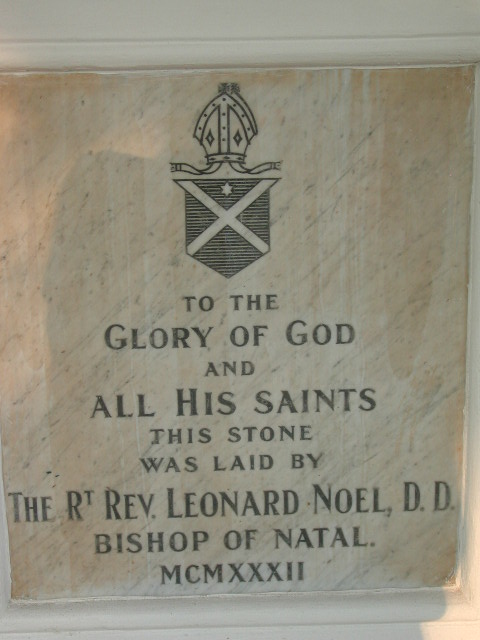 TO THE
GLORY OF GOD
AND
ALL HIS SAINTS
THIS STONE
WAS LAID BY
THE RT REV. LEONARD NOEL, D. D.
BISHOP OF NATAL.
MCMXXXII